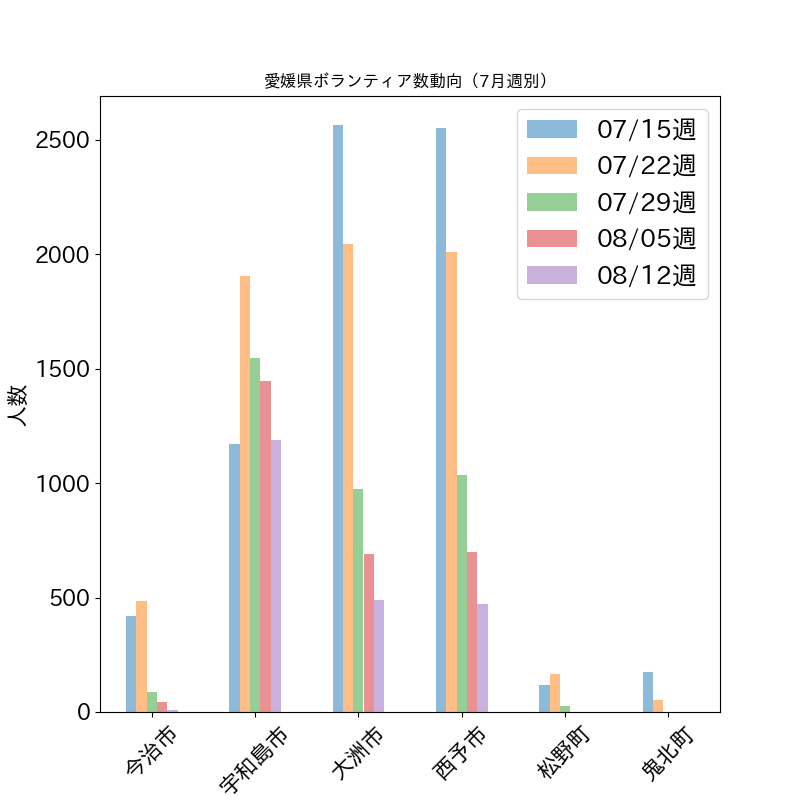 愛媛県ボランティア数動向（7月週別）
07/15週
07/22週
07/29週
08/05週
08/12週
人数
2500
2000
1500
1000
500
0
今治市
宇和島市
大洲市
西予市
松野町
鬼北町